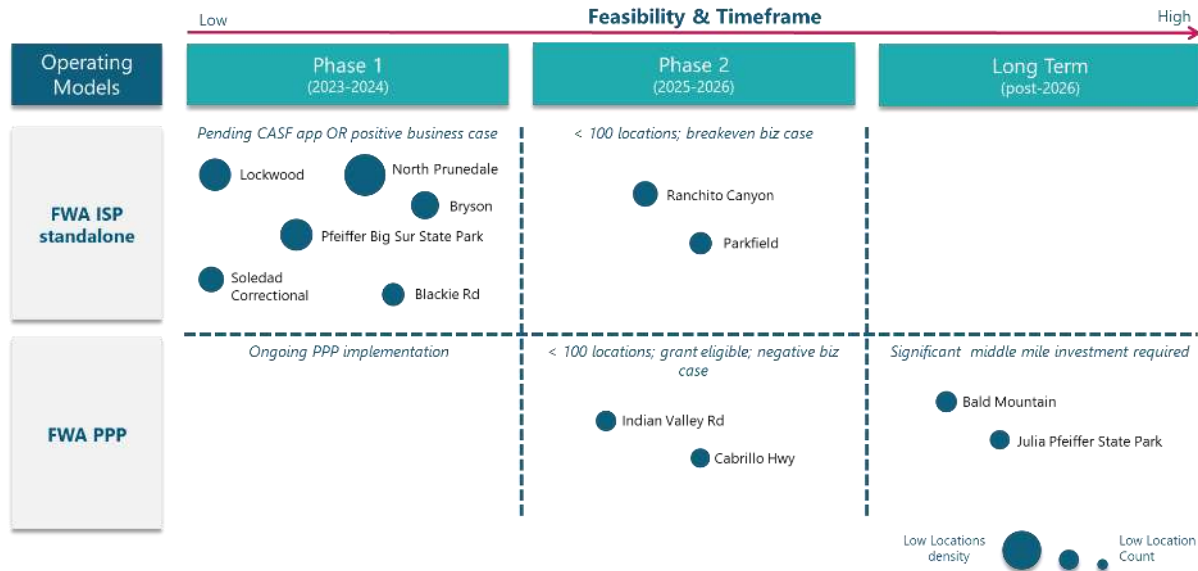 Feasibility & Timeframe
Low
High
Operating
Models
Phase 1
(2023-2024)
Phase 2
(2025-2026)
Long Term
(post-2026)
FWA ISP
standalone
Pending CASF app OR positive business case
Lockwood
North Prunedale
Bryson
Pfeiffer Big Sur State Park
Soledad
Correctional
Blackie Rd
< 100 locations; breakeven biz case
Ranchito Canyon
Parkfield
FWA PPP
Ongoing PPP implementation
< 100 locations; grant eligible; negative biz
case
Indian Valley Rd
Cabrillo Hwy
Significant middle mile investment required
Bald Mountain
Julia Pfeiffer State Park
Low Locations
density
Low Location
Count